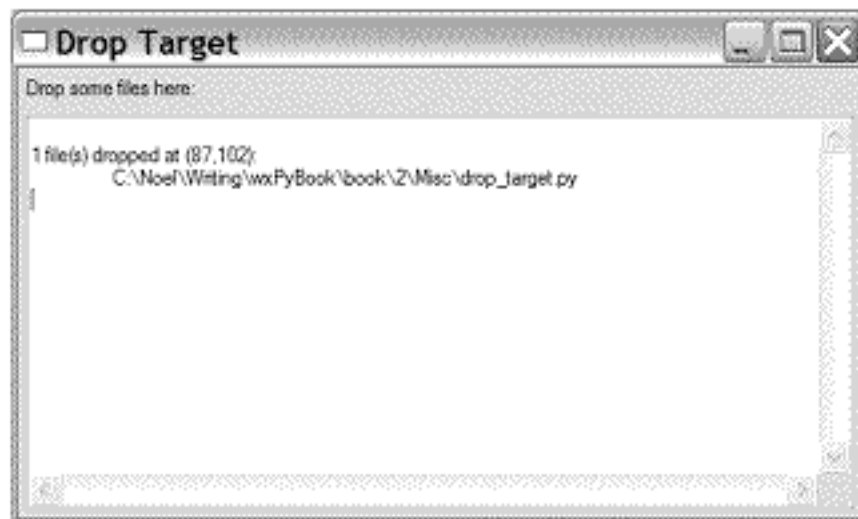 Drop Target
Drop some files here:
1 file(s) dropped at (87,102):
C:\Noel\Writing\wxPyBook\book\2\Misc\drop_target.py